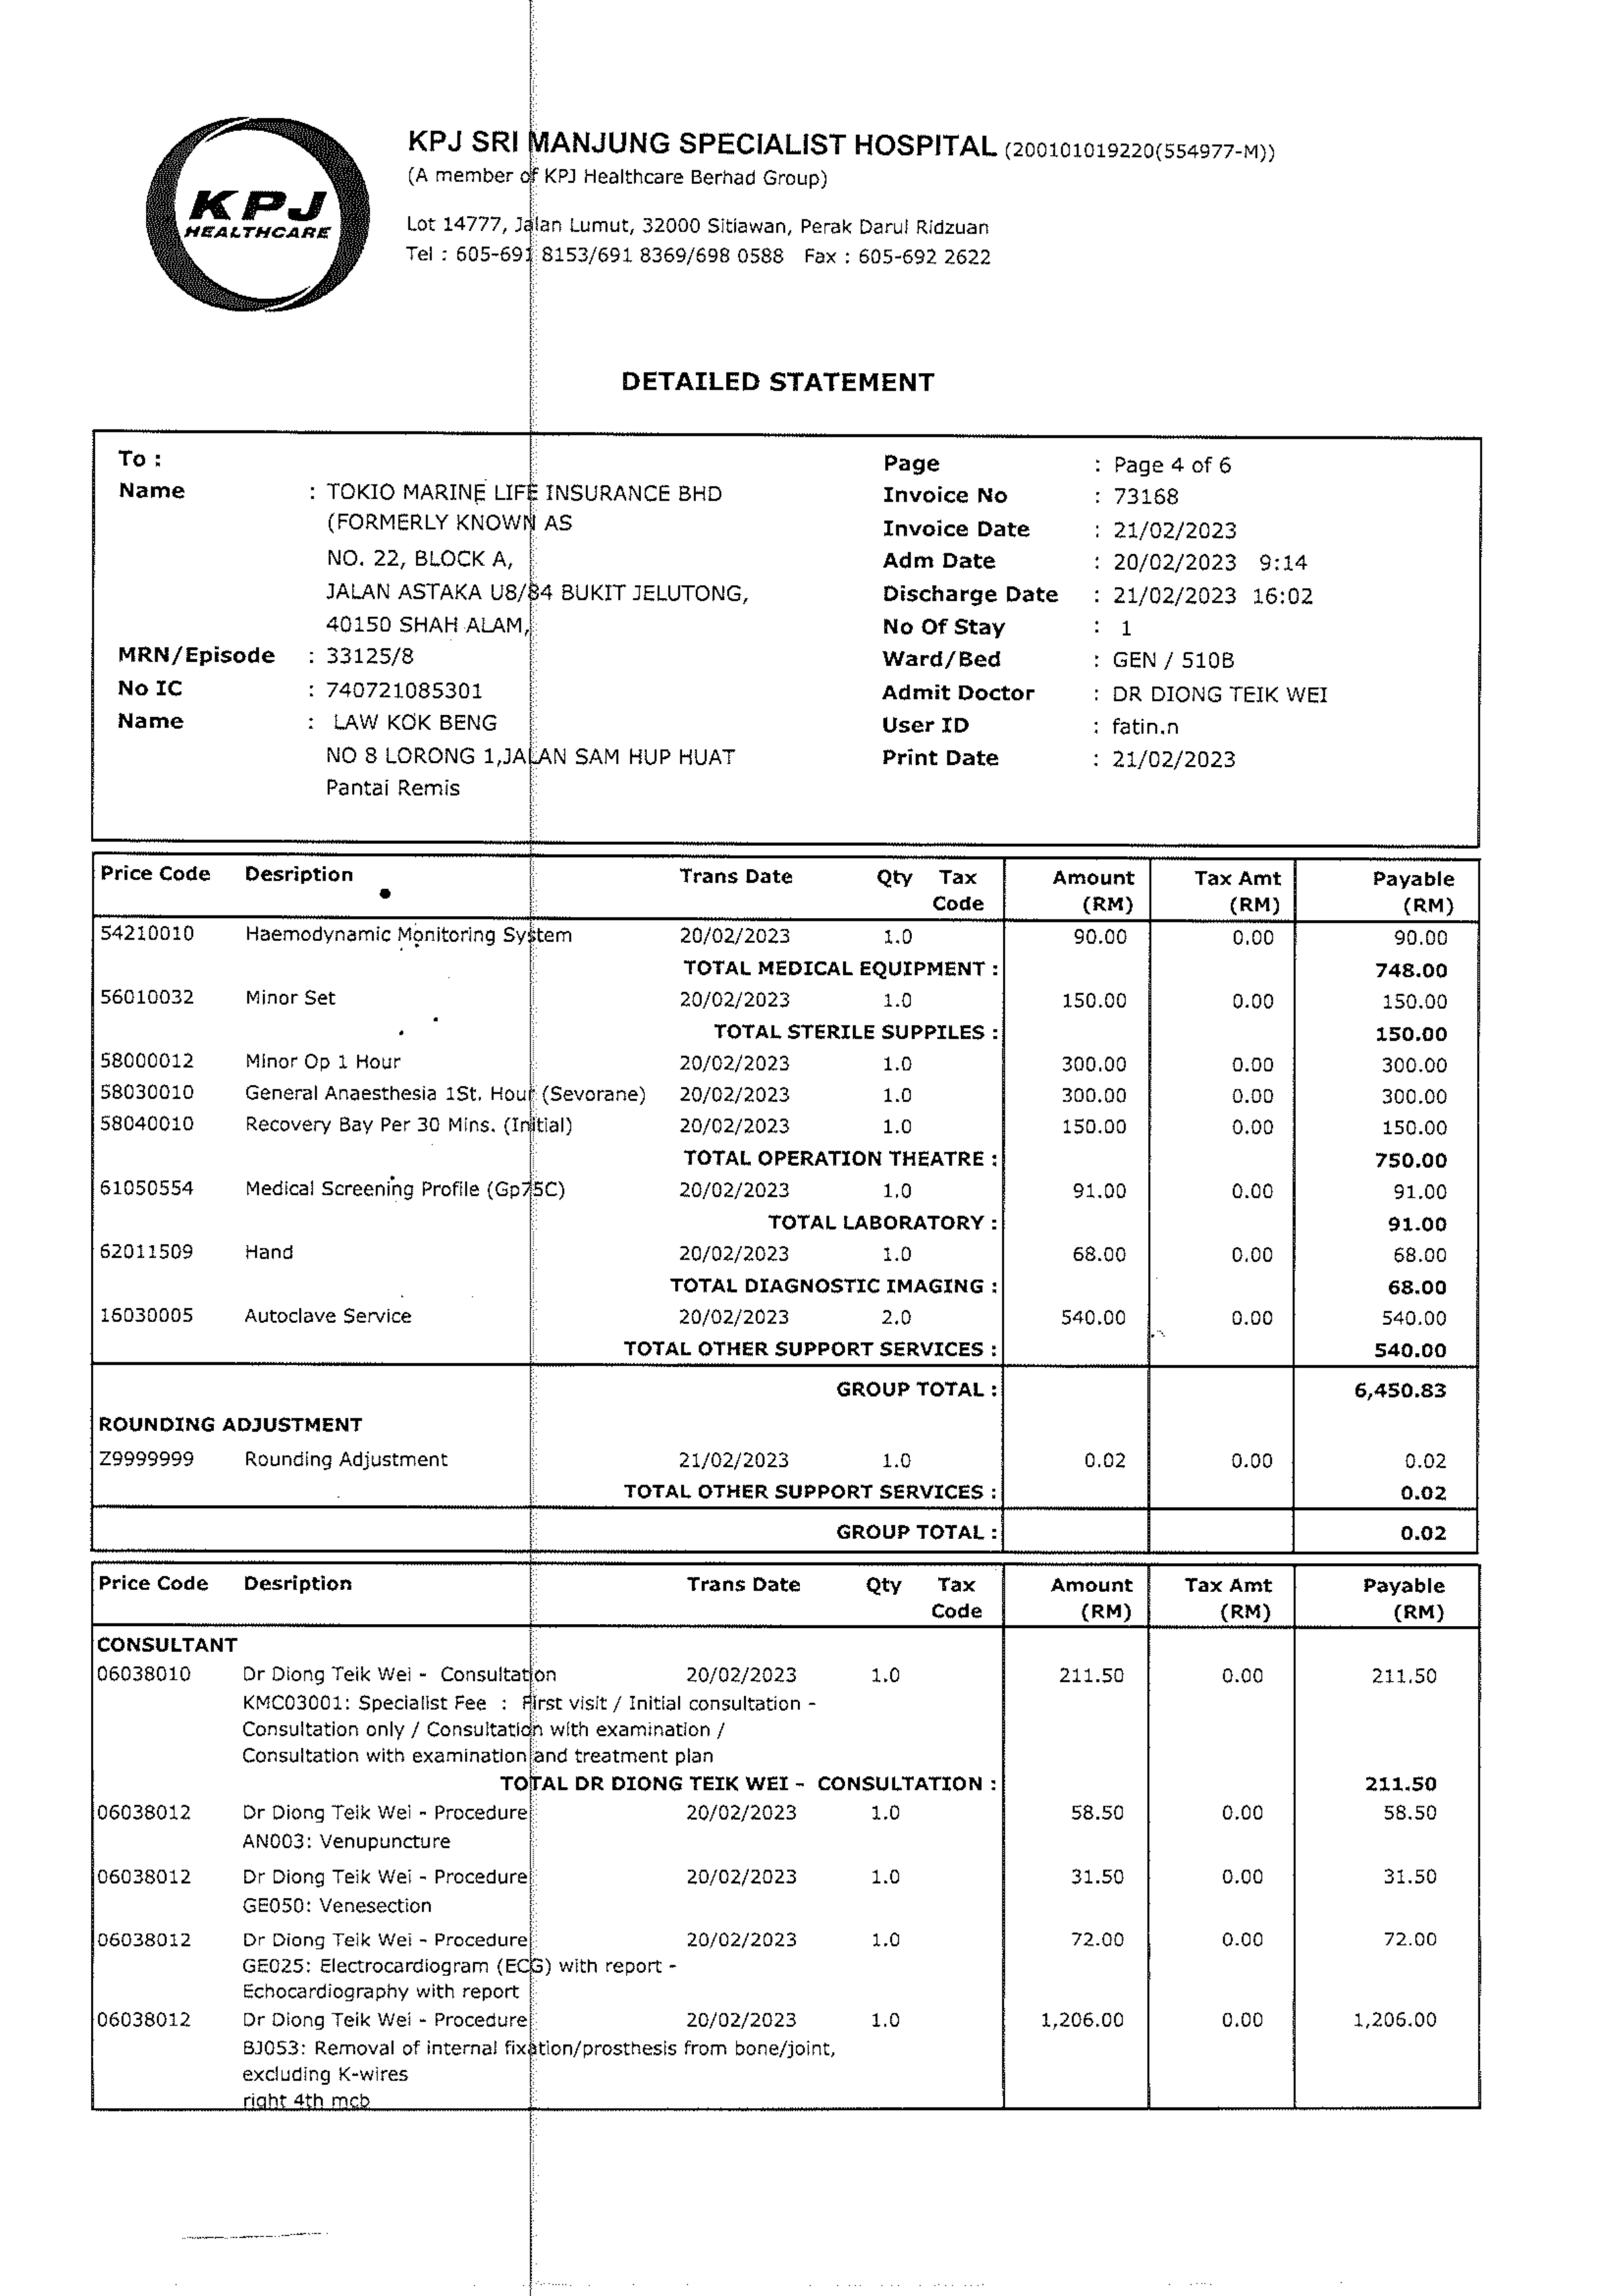 KPJ
HEALTHCARE
KPJ SRI MANJUNG SPECIALIST HOSPITAL (200101019220(554977-M))
(A member of KPJ Healthcare Berhad Group)
Lot 14777, Jalan Lumut, 32000 Sitiawan, Perak Darul Ridzuan
Tel : 605-691 8153/691 8369/698 0588 Fax : 605-692 2622
DETAILED STATEMENT
To :
Name : TOKIO MARINE LIFE INSURANCE BHD
(FORMERLY KNOWN AS
NO. 22, BLOCK A,
JALAN ASTAKA U8/84 BUKIT JELUTONG,
40150 SHAH ALAM,
MRN/Episode : 33125/8
No IC : 740721085301
Name : LAW KOK BENG
NO 8 LORONG 1,JALAN SAM HUP HUAT
Pantai Remis
Page : Page 4 of 6
Invoice No : 73168
Invoice Date : 21/02/2023
Adm Date : 20/02/2023 9:14
Discharge Date : 21/02/2023 16:02
No Of Stay : 1
Ward/Bed : GEN / 510B
Admit Doctor : DR DIONG TEIK WEI
User ID : fatin.n
Print Date : 21/02/2023
Price Code Desription Trans Date Qty Tax Code Amount (RM) Tax Amt (RM) Payable (RM)
54210010 Haemodynamic Monitoring System 20/02/2023 1.0 90.00 0.00 90.00
TOTAL MEDICAL EQUIPMENT : 748.00
56010032 Minor Set 20/02/2023 1.0 150.00 0.00 150.00
TOTAL STERILE SUPPILES : 150.00
58000012 Minor Op 1 Hour 20/02/2023 1.0 300.00 0.00 300.00
58030010 General Anaesthesia 1St. Hour (Sevorane) 20/02/2023 1.0 300.00 0.00 300.00
58040010 Recovery Bay Per 30 Mins. (Initial) 20/02/2023 1.0 150.00 0.00 150.00
TOTAL OPERATION THEATRE : 750.00
61050554 Medical Screening Profile (Gp75C) 20/02/2023 1.0 91.00 0.00 91.00
TOTAL LABORATORY : 91.00
62011509 Hand 20/02/2023 1.0 68.00 0.00 68.00
TOTAL DIAGNOSTIC IMAGING : 68.00
16030005 Autoclave Service 20/02/2023 2.0 540.00 0.00 540.00
TOTAL OTHER SUPPORT SERVICES : 540.00
GROUP TOTAL : 6,450.83
ROUNDING ADJUSTMENT
Z9999999 Rounding Adjustment 21/02/2023 1.0 0.02 0.00 0.02
TOTAL OTHER SUPPORT SERVICES : 0.02
GROUP TOTAL : 0.02
Price Code Desription Trans Date Qty Tax Code Amount (RM) Tax Amt (RM) Payable (RM)
CONSULTANT
06038010 Dr Diong Teik Wei - Consultation 20/02/2023 1.0 211.50 0.00 211.50
KMC03001: Specialist Fee : First visit / Initial consultation -
Consultation only / Consultation with examination /
Consultation with examination and treatment plan
TOTAL DR DIONG TEIK WEI - CONSULTATION : 211.50
06038012 Dr Diong Teik Wei - Procedure 20/02/2023 1.0 58.50 0.00 58.50
AN003: Venupuncture
06038012 Dr Diong Teik Wei - Procedure 20/02/2023 1.0 31.50 0.00 31.50
GE050: Venesection
06038012 Dr Diong Teik Wei - Procedure 20/02/2023 1.0 72.00 0.00 72.00
GE025: Electrocardiogram (ECG) with report -
Echocardiography with report
06038012 Dr Diong Teik Wei - Procedure 20/02/2023 1.0 1,206.00 0.00 1,206.00
BJ053: Removal of internal fixation/prosthesis from bone/joint,
excluding K-wires
right 4th mcb